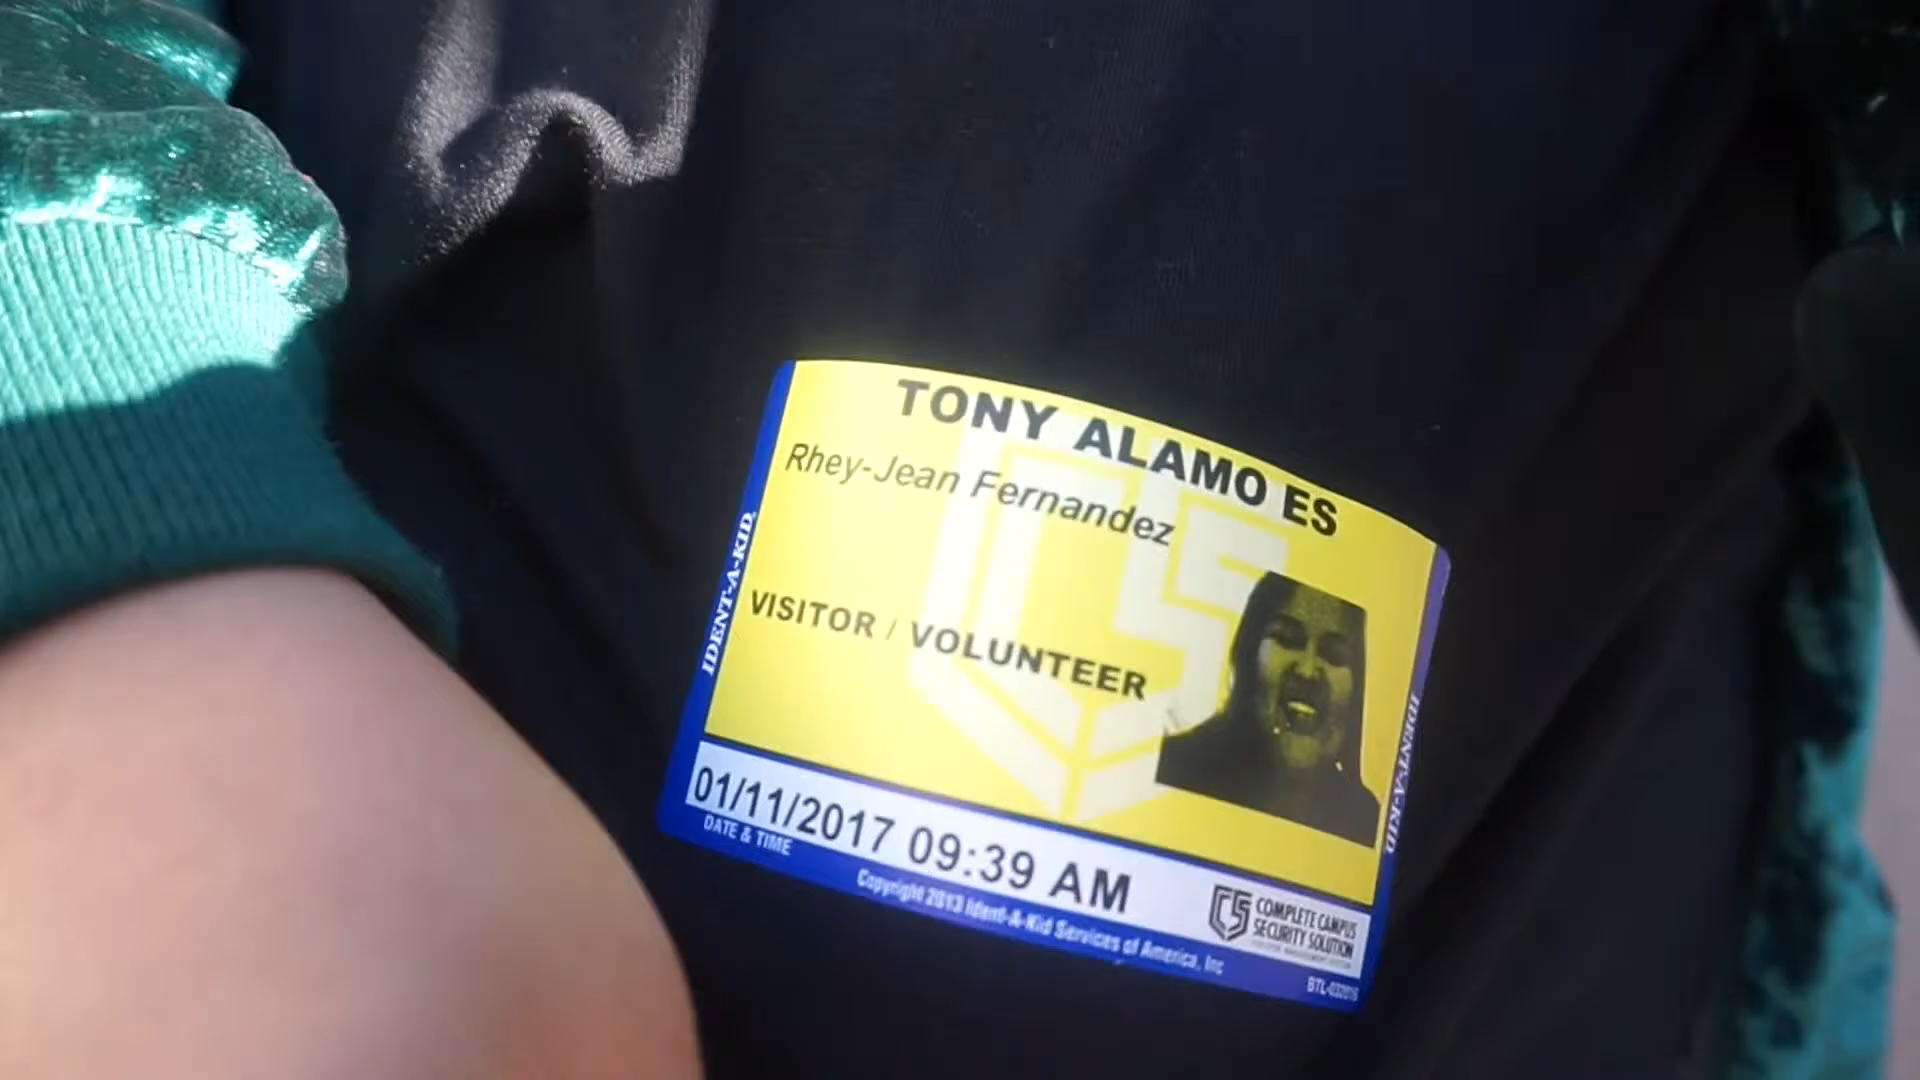 TONY ALAMO ES
Rhey-Jean Fernandez
VISITOR / VOLUNTEER
IDENT-A-KID
IDENT-A-KID
01/11/2017 09:39 AM
DATE & TIME
C5 COMPLETE CAMPUS
SECURITY SOLUTION
Copyright 2013 Ident-A-Kid Services of America, Inc